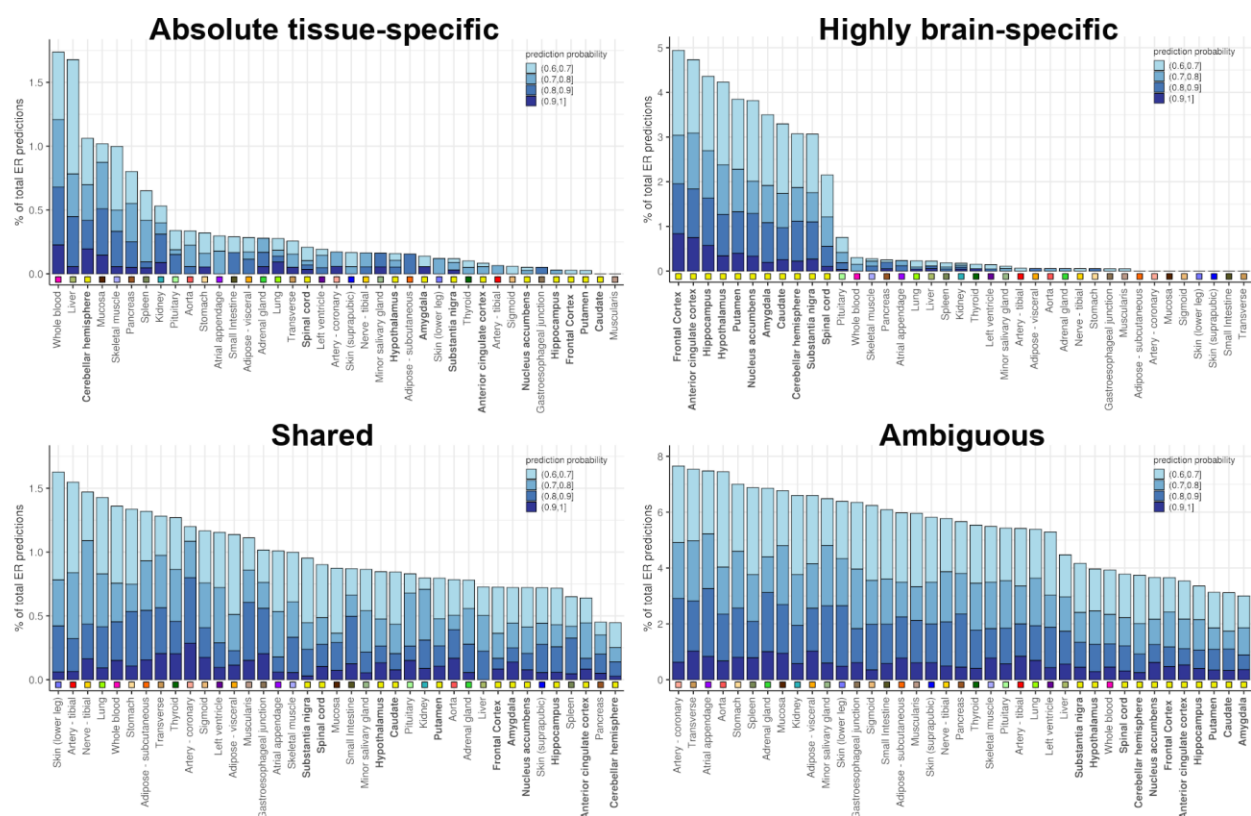 Absolute tissue-specific
% of total ER predictions
1.5
1.0
0.5
0.0
prediction probability
(0.6,0.7]
(0.7,0.8]
(0.8,0.9]
(0.9,1]
Whole blood
Liver
Cerebellar hemisphere
Mucosa
Skeletal muscle
Pancreas
Spleen
Kidney
Pituitary
Aorta
Stomach
Atrial appendage
Small Intestine
Adipose - visceral
Adrenal gland
Lung
Transverse
Spinal cord
Left ventricle
Artery - coronary
Skin (suprapubic)
Nerve - tibial
Minor salivary gland
Hypothalamus
Adipose - subcutaneous
Amygdala
Skin (lower leg)
Substantia nigra
Thyroid
Anterior cingulate cortex
Artery - tibial
Sigmoid
Nucleus accumbens
Gastroesophageal junction
Hippocampus
Frontal Cortex
Putamen
Caudate
Muscularis
Highly brain-specific
% of total ER predictions
5
4
3
2
1
0
prediction probability
(0.6,0.7]
(0.7,0.8]
(0.8,0.9]
(0.9,1]
Frontal Cortex
Anterior cingulate cortex
Hippocampus
Hypothalamus
Putamen
Nucleus accumbens
Amygdala
Caudate
Cerebellar hemisphere
Substantia nigra
Spinal cord
Pituitary
Whole blood
Skeletal muscle
Pancreas
Atrial appendage
Lung
Liver
Spleen
Kidney
Thyroid
Left ventricle
Minor salivary gland
Artery - tibial
Adipose - visceral
Aorta
Adrenal gland
Nerve - tibial
Stomach
Gastroesophageal junction
Muscularis
Adipose - subcutaneous
Artery - coronary
Mucosa
Sigmoid
Skin (lower leg)
Skin (suprapubic)
Small Intestine
Transverse
Shared
% of total ER predictions
1.5
1.0
0.5
0.0
prediction probability
(0.6,0.7]
(0.7,0.8]
(0.8,0.9]
(0.9,1]
Skin (lower leg)
Artery - tibial
Nerve - tibial
Lung
Whole blood
Stomach
Adipose - subcutaneous
Transverse
Thyroid
Artery - coronary
Sigmoid
Left ventricle
Adipose - visceral
Muscularis
Gastroesophageal junction
Atrial appendage
Skeletal muscle
Substantia nigra
Spinal cord
Mucosa
Small Intestine
Minor salivary gland
Hypothalamus
Caudate
Pituitary
Kidney
Putamen
Aorta
Adrenal gland
Liver
Frontal Cortex
Amygdala
Nucleus accumbens
Skin (suprapubic)
Hippocampus
Spleen
Anterior cingulate cortex
Pancreas
Cerebellar hemisphere
Ambiguous
% of total ER predictions
8
6
4
2
0
prediction probability
(0.6,0.7]
(0.7,0.8]
(0.8,0.9]
(0.9,1]
Artery - coronary
Transverse
Atrial appendage
Aorta
Stomach
Spleen
Adrenal gland
Mucosa
Kidney
Adipose - visceral
Minor salivary gland
Skin (lower leg)
Gastroesophageal junction
Sigmoid
Small Intestine
Adipose - subcutaneous
Muscularis
Skin (suprapubic)
Nerve - tibial
Pancreas
Thyroid
Skeletal muscle
Pituitary
Artery - tibial
Lung
Left ventricle
Liver
Substantia nigra
Hypothalamus
Whole blood
Spinal cord
Cerebellar hemisphere
Nucleus accumbens
Frontal Cortex
Anterior cingulate cortex
Hippocampus
Putamen
Caudate
Amygdala